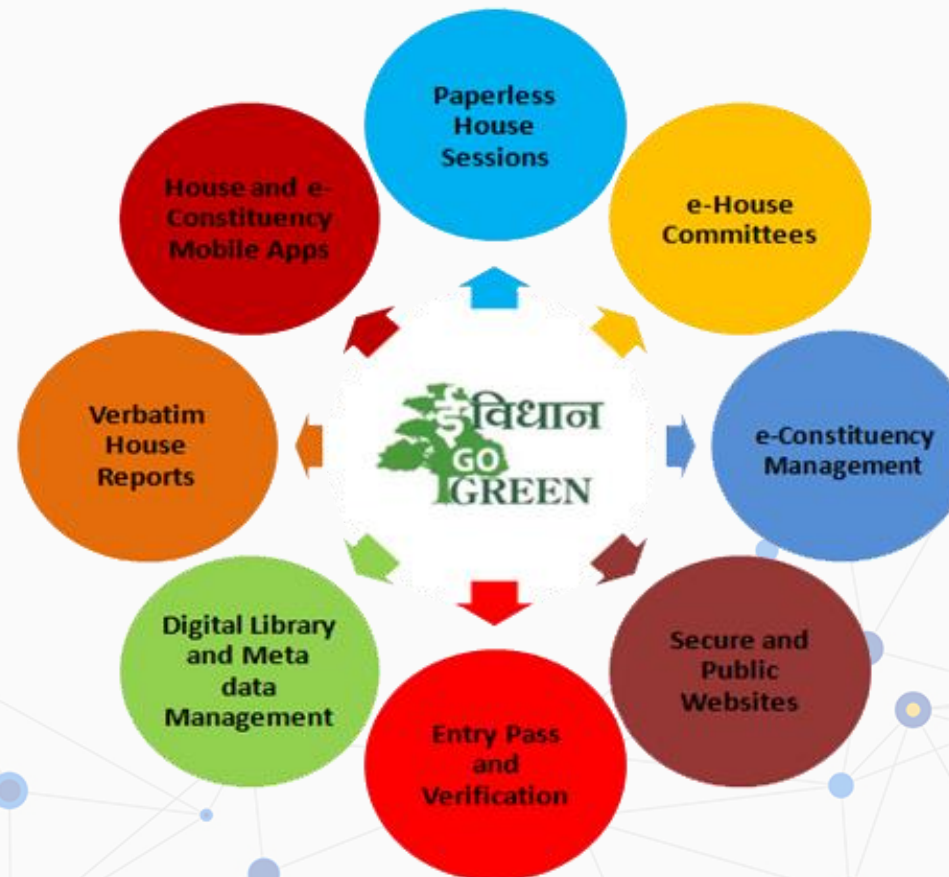 Paperless
House
Sessions
e-House
Committees
e-Constituency
Management
Secure and
Public
Websites
Entry Pass
and
Verification
Digital Library
and Meta
data
Management
Verbatim
House
Reports
House and e-
Constituency
Mobile Apps
ई विधान
GO
GREEN